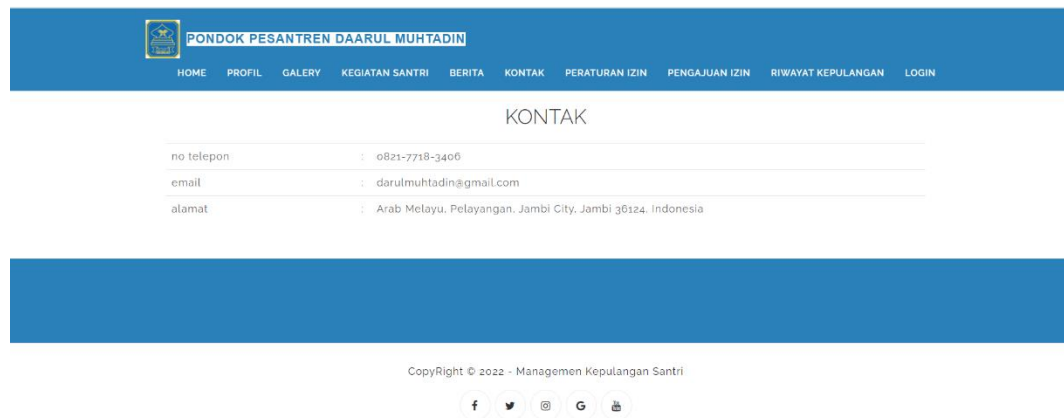 PONDOK PESANTREN DAARUL MUHTADIN
HOME PROFIL GALERY KEGIATAN SANTRI BERITA KONTAK PERATURAN IZIN PENGAJUAN IZIN RIWAYAT KEPULANGAN LOGIN
KONTAK
no telepon : 0821-7718-3406
email : darulmuhtadin@gmail.com
alamat : Arab Melayu, Pelayangan, Jambi City, Jambi 36124, Indonesia
CopyRight © 2022 - Managemen Kepulangan Santri